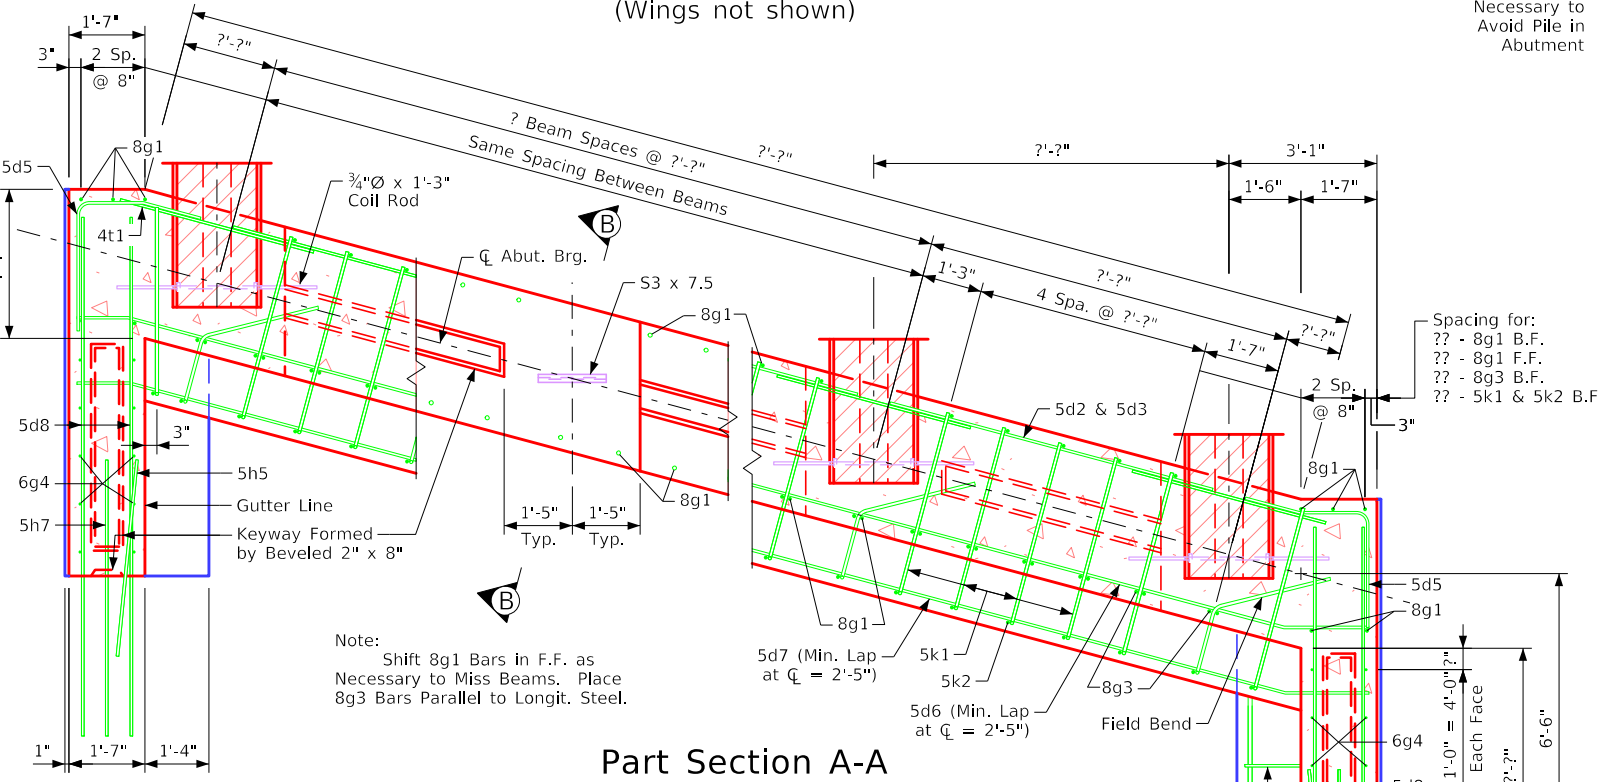 (Wings not shown)
Necessary to
Avoid Pile in
Abutment
1'-7"
3"
2 Sp.
@ 8"
?'-?"
? Beam Spaces @ ?'-?"
?'-?"
Same Spacing Between Beams
?'-?"
3'-1"
1'-6"
1'-7"
5d5
8g1
4t1
¾"Ø x 1'-3"
Coil Rod
B
℄ Abut. Brg.
S3 x 7.5
8g1
1'-3"
?'-?"
4 Spa. @ ?'-?"
?'-?"
1'-7"
2 Sp.
@ 8"
3"
Spacing for:
?? - 8g1 B.F.
?? - 8g1 F.F.
?? - 8g3 B.F.
?? - 5k1 & 5k2 B.F
5d2 & 5d3
5d8
3"
5h5
6g4
Gutter Line
5h7
Keyway Formed
by Beveled 2" x 8"
8g1
8g1
1'-5"
Typ.
1'-5"
Typ.
B
Note:
Shift 8g1 Bars in F.F. as
Necessary to Miss Beams. Place
8g3 Bars Parallel to Longit. Steel.
8g1
5d7 (Min. Lap
at ℄ = 2'-5")
5k1
5k2
5d6 (Min. Lap
at ℄ = 2'-5")
8g3
Field Bend
5d5
8g1
6g4
1'-0" = 4'-0"?"
Each Face
?'-?"
6'-6"
1"
1'-7"
1'-4"
Part Section A-A